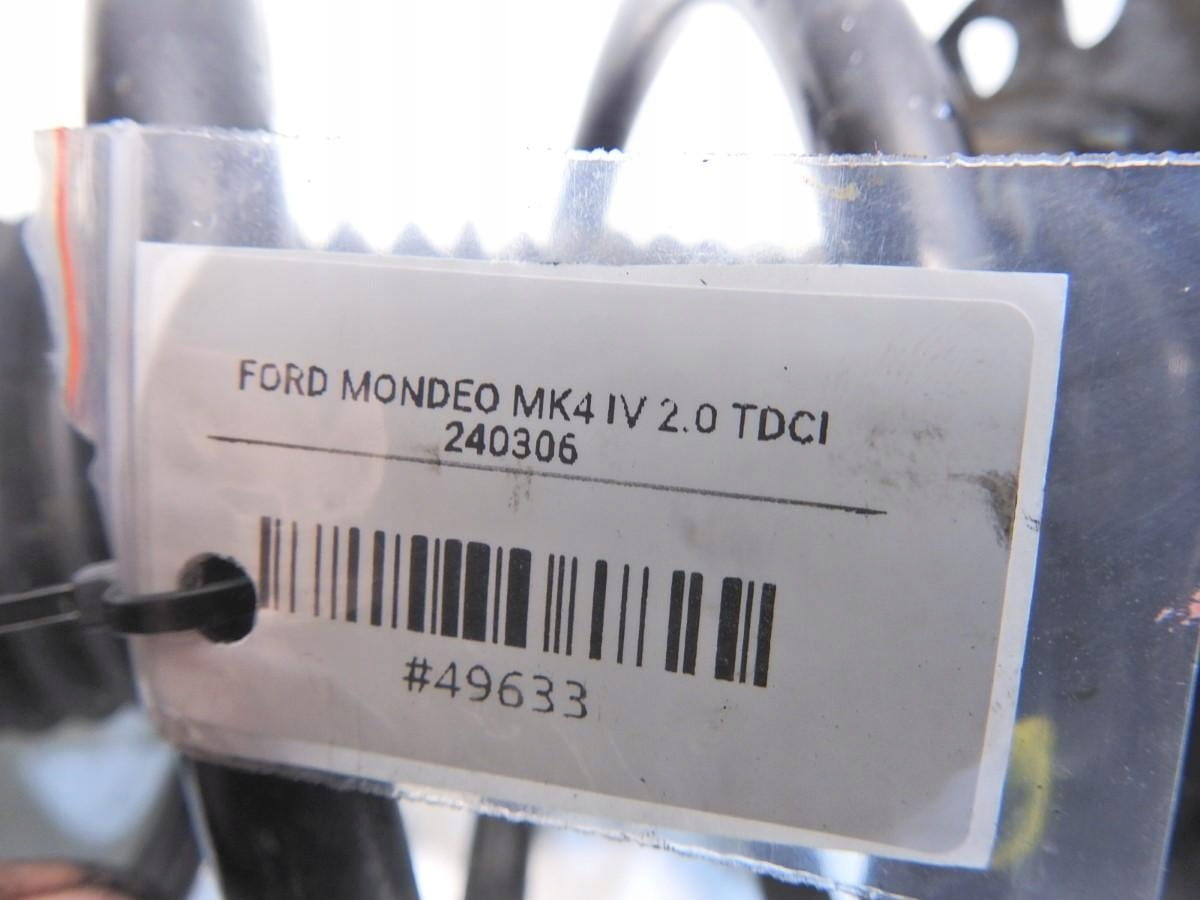 FORD MONDEO MK4 IV 2.0 TDCI
240306
#49633